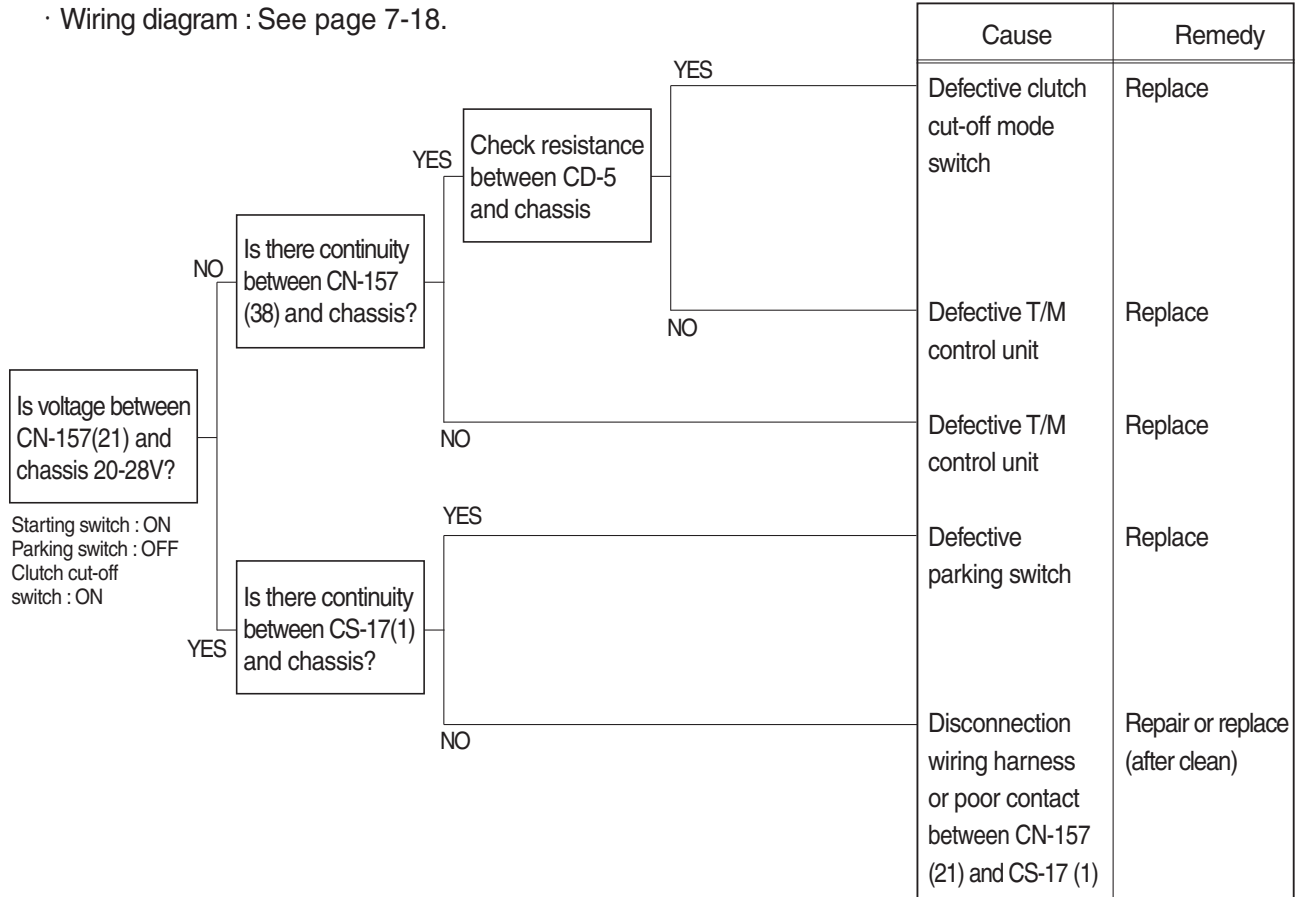 · Wiring diagram : See page 7-18.
Cause
Remedy
YES
Defective clutch
cut-off mode
switch
Replace
YES
Check resistance
between CD-5
and chassis
NO
Is there continuity
between CN-157
(38) and chassis?
NO
Defective T/M
control unit
Replace
Is voltage between
CN-157(21) and
chassis 20-28V?
NO
Defective T/M
control unit
Replace
Starting switch : ON
Parking switch : OFF
Clutch cut-off
switch : ON
YES
Defective
parking switch
Replace
YES
Is there continuity
between CS-17(1)
and chassis?
NO
Disconnection
wiring harness
or poor contact
between CN-157
(21) and CS-17 (1)
Repair or replace
(after clean)